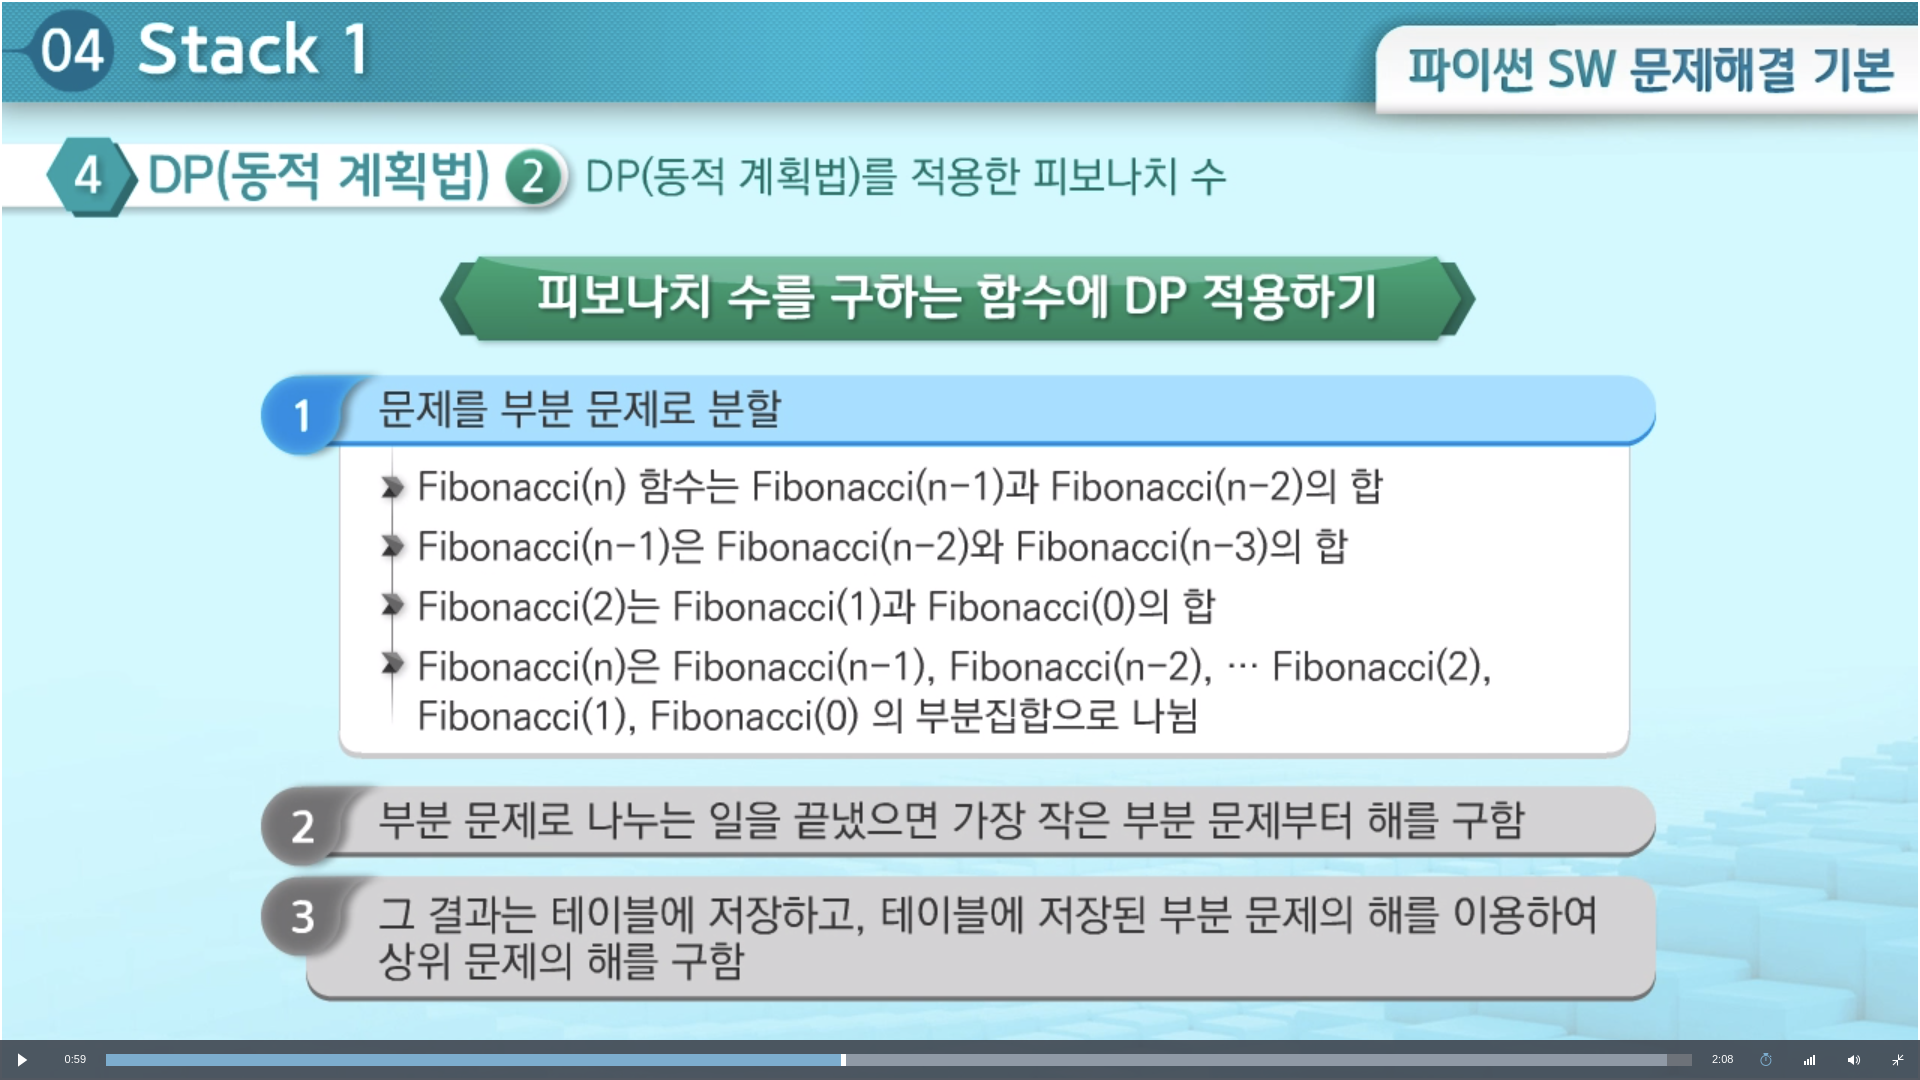 04 Stack 1
파이썬 SW 문제해결 기본
4 DP(동적 계획법) 2 DP(동적 계획법)를 적용한 피보나치 수
피보나치 수를 구하는 함수에 DP 적용하기
1 문제를 부분 문제로 분할
Fibonacci(n) 함수는 Fibonacci(n-1)과 Fibonacci(n-2)의 합
Fibonacci(n-1)은 Fibonacci(n-2)와 Fibonacci(n-3)의 합
Fibonacci(2)는 Fibonacci(1)과 Fibonacci(0)의 합
Fibonacci(n)은 Fibonacci(n-1), Fibonacci(n-2), ⋯ Fibonacci(2),
Fibonacci(1), Fibonacci(0) 의 부분집합으로 나뉨
2 부분 문제로 나누는 일을 끝냈으면 가장 작은 부분 문제부터 해를 구함
3 그 결과는 테이블에 저장하고, 테이블에 저장된 부분 문제의 해를 이용하여
상위 문제의 해를 구함
0:59 2:08